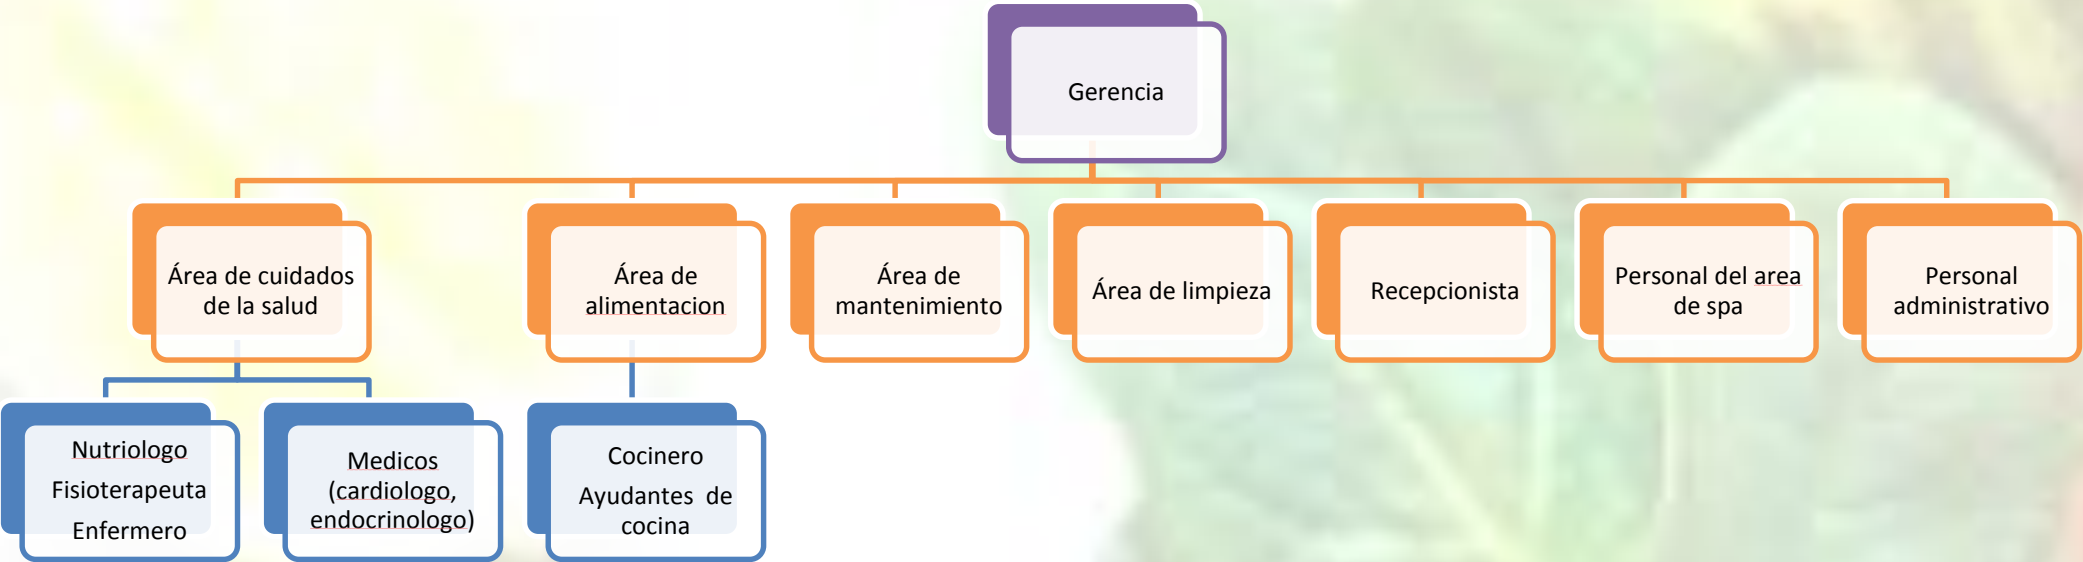 Gerencia
Área de cuidados
de la salud
Área de
alimentacion
Área de
mantenimiento
Área de limpieza
Recepcionista
Personal del area
de spa
Personal
administrativo
Nutriologo
Fisioterapeuta
Enfermero
Medicos
(cardiologo,
endocrinologo)
Cocinero
Ayudantes de
cocina